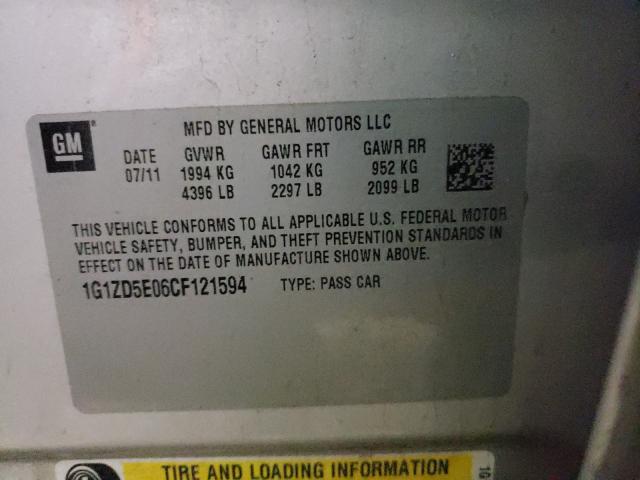 GM
®
MFD BY GENERAL MOTORS LLC
DATE GVWR GAWR FRT GAWR RR
07/11 1994 KG 1042 KG 952 KG
4396 LB 2297 LB 2099 LB
THIS VEHICLE CONFORMS TO ALL APPLICABLE U.S. FEDERAL MOTOR
VEHICLE SAFETY, BUMPER, AND THEFT PREVENTION STANDARDS IN
EFFECT ON THE DATE OF MANUFACTURE SHOWN ABOVE.
1G1ZD5E06CF121594 TYPE: PASS CAR
TIRE AND LOADING INFORMATION